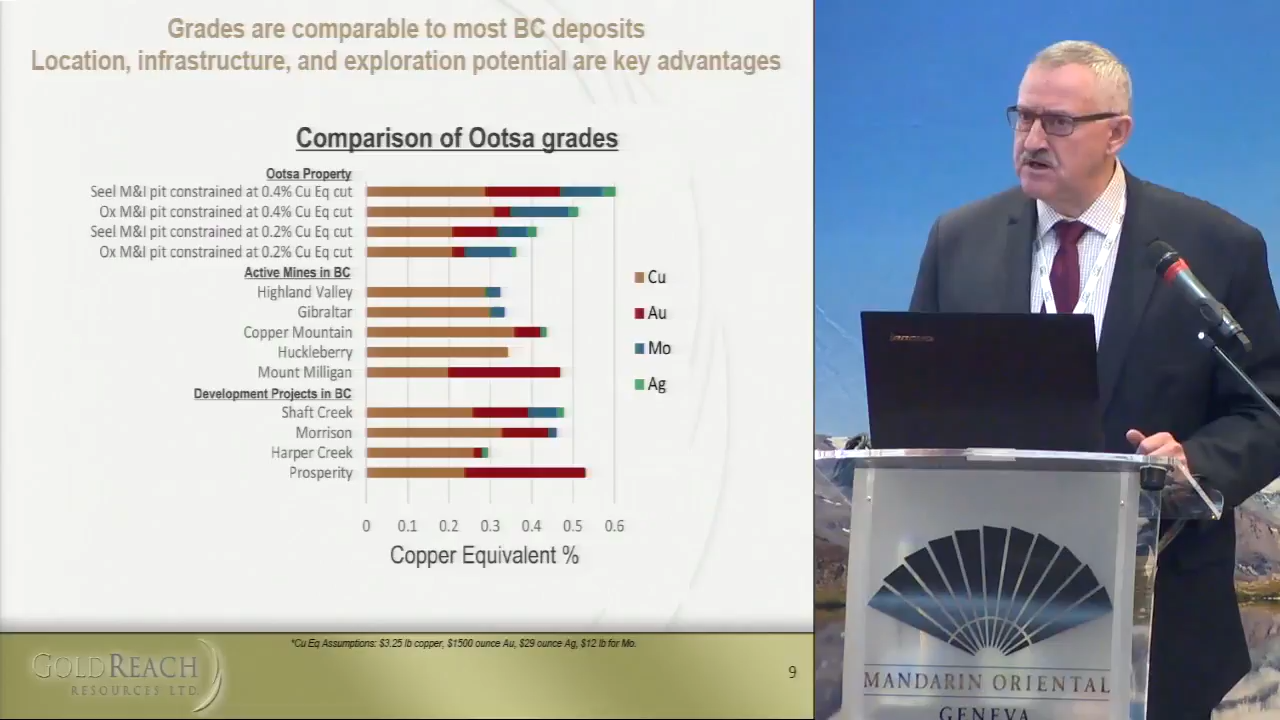 Grades are comparable to most BC deposits
Location, infrastructure, and exploration potential are key advantages
Comparison of Ootsa grades
Ootsa Property
Seel M&I pit constrained at 0.4% Cu Eq cut
Ox M&I pit constrained at 0.4% Cu Eq cut
Seel M&I pit constrained at 0.2% Cu Eq cut
Ox M&I pit constrained at 0.2% Cu Eq cut
Active Mines in BC
Highland Valley
Gibraltar
Copper Mountain
Huckleberry
Mount Milligan
Development Projects in BC
Shaft Creek
Morrison
Harper Creek
Prosperity
0 0.1 0.2 0.3 0.4 0.5 0.6
Copper Equivalent %
Cu
Au
Mo
Ag
*Cu Eq Assumptions: $3.25 lb copper, $1500 ounce Au, $29 ounce Ag, $12 lb for Mo.
GOLDREACH
RESOURCES LTD.
9
lenovo
MANDARIN ORIENTAL
GENEVA